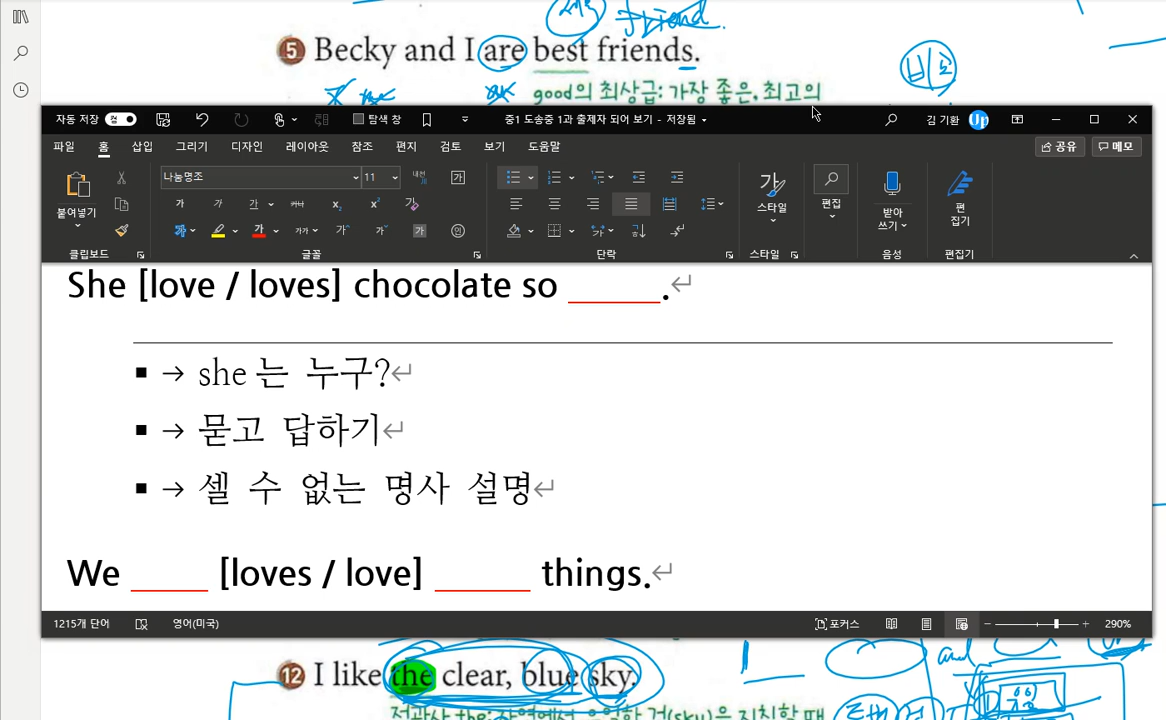 friend
5 Becky and I are best friends.
비교
good의 최상급: 가장 좋은, 최고의
자동 저장 켬 탐색 창 중1 도송중 1과 출제자 되어 보기 - 저장됨 김 기환
파일 홈 삽입 그리기 디자인 레이아웃 참조 편지 검토 보기 도움말 공유 메모
나눔명조 11
붙여넣기 스타일 편집 받아쓰기 편집기
클립보드 글꼴 단락 스타일 음성 편집기
She [love / loves] chocolate so ______.
→ she 는 누구?
→ 묻고 답하기
→ 셀 수 없는 명사 설명
We _____ [loves / love] ______ things.
1215개 단어 영어(미국) 포커스 290%
and
12 I like the clear, blue sky.